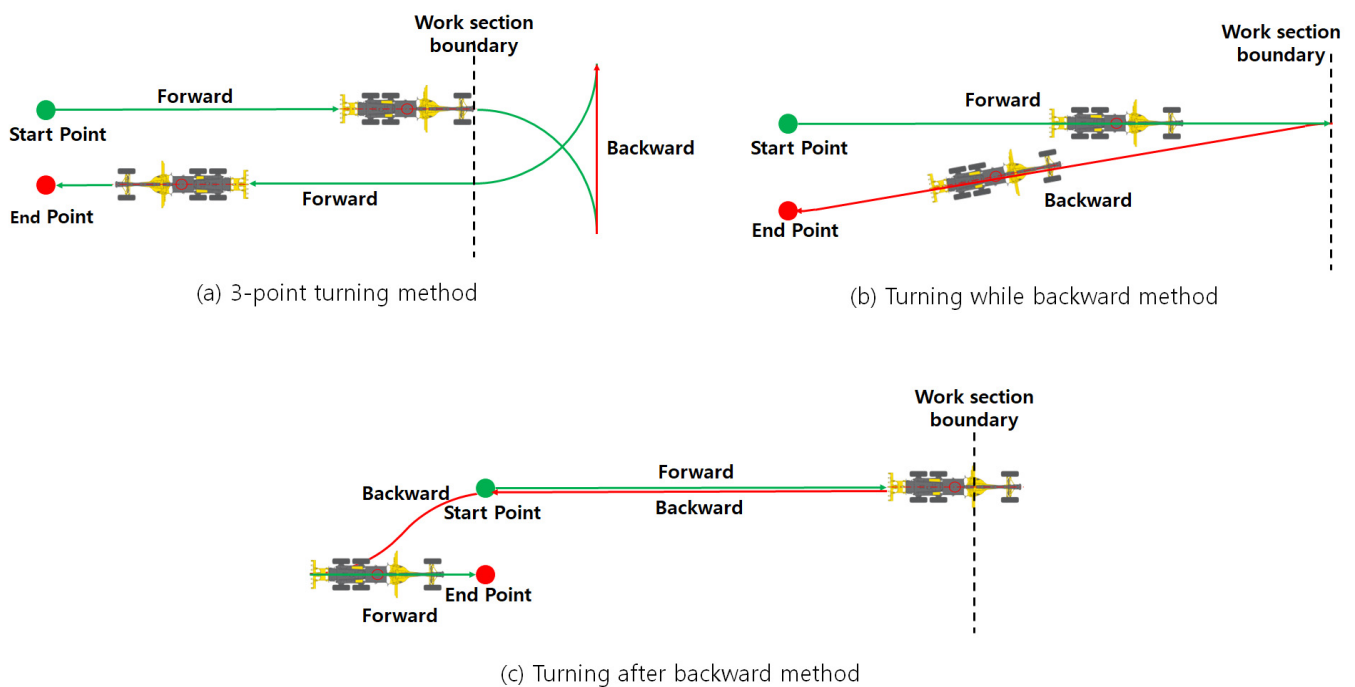 Work section
boundary
Forward
Start Point
Backward
Forward
End Point
(a) 3-point turning method
Work section
boundary
Forward
Start Point
Backward
End Point
(b) Turning while backward method
Work section
boundary
Forward
Backward
Start Point
Backward
End Point
Forward
(c) Turning after backward method